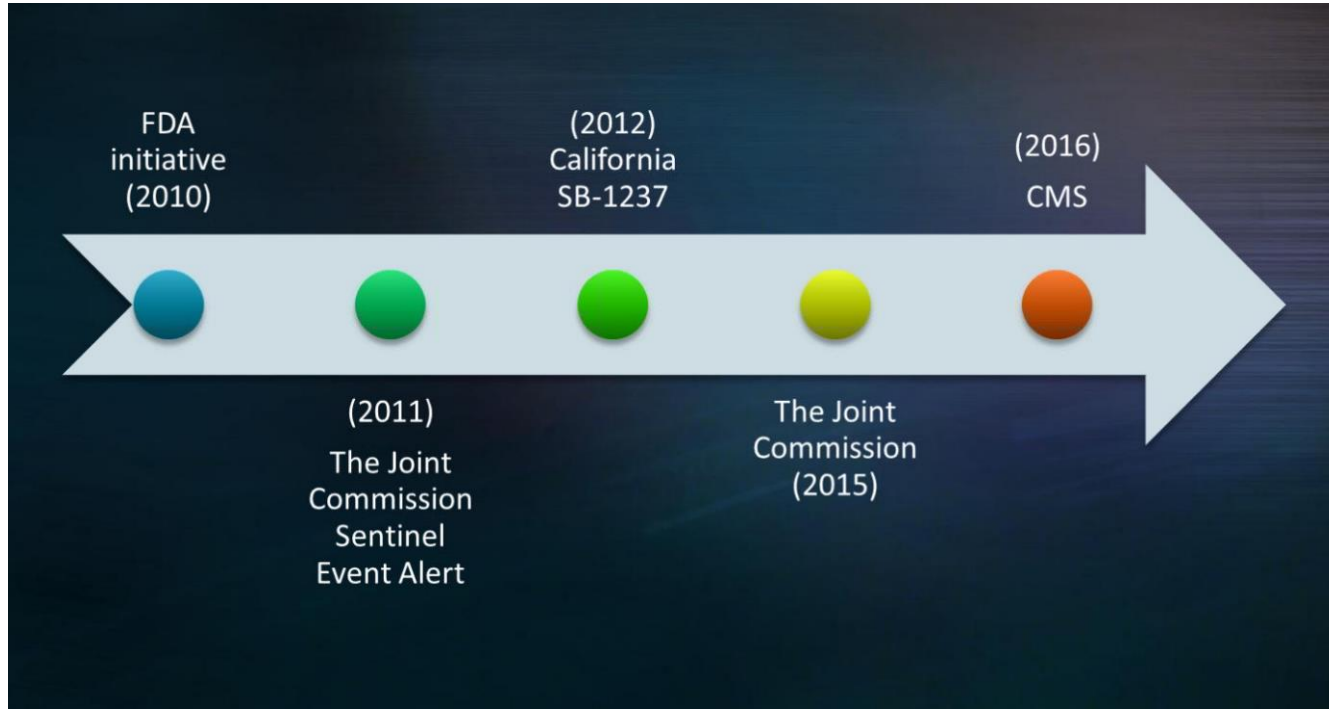 FDA
initiative
(2010)
(2011)
The Joint
Commission
Sentinel
Event Alert
(2012)
California
SB-1237
The Joint
Commission
(2015)
(2016)
CMS